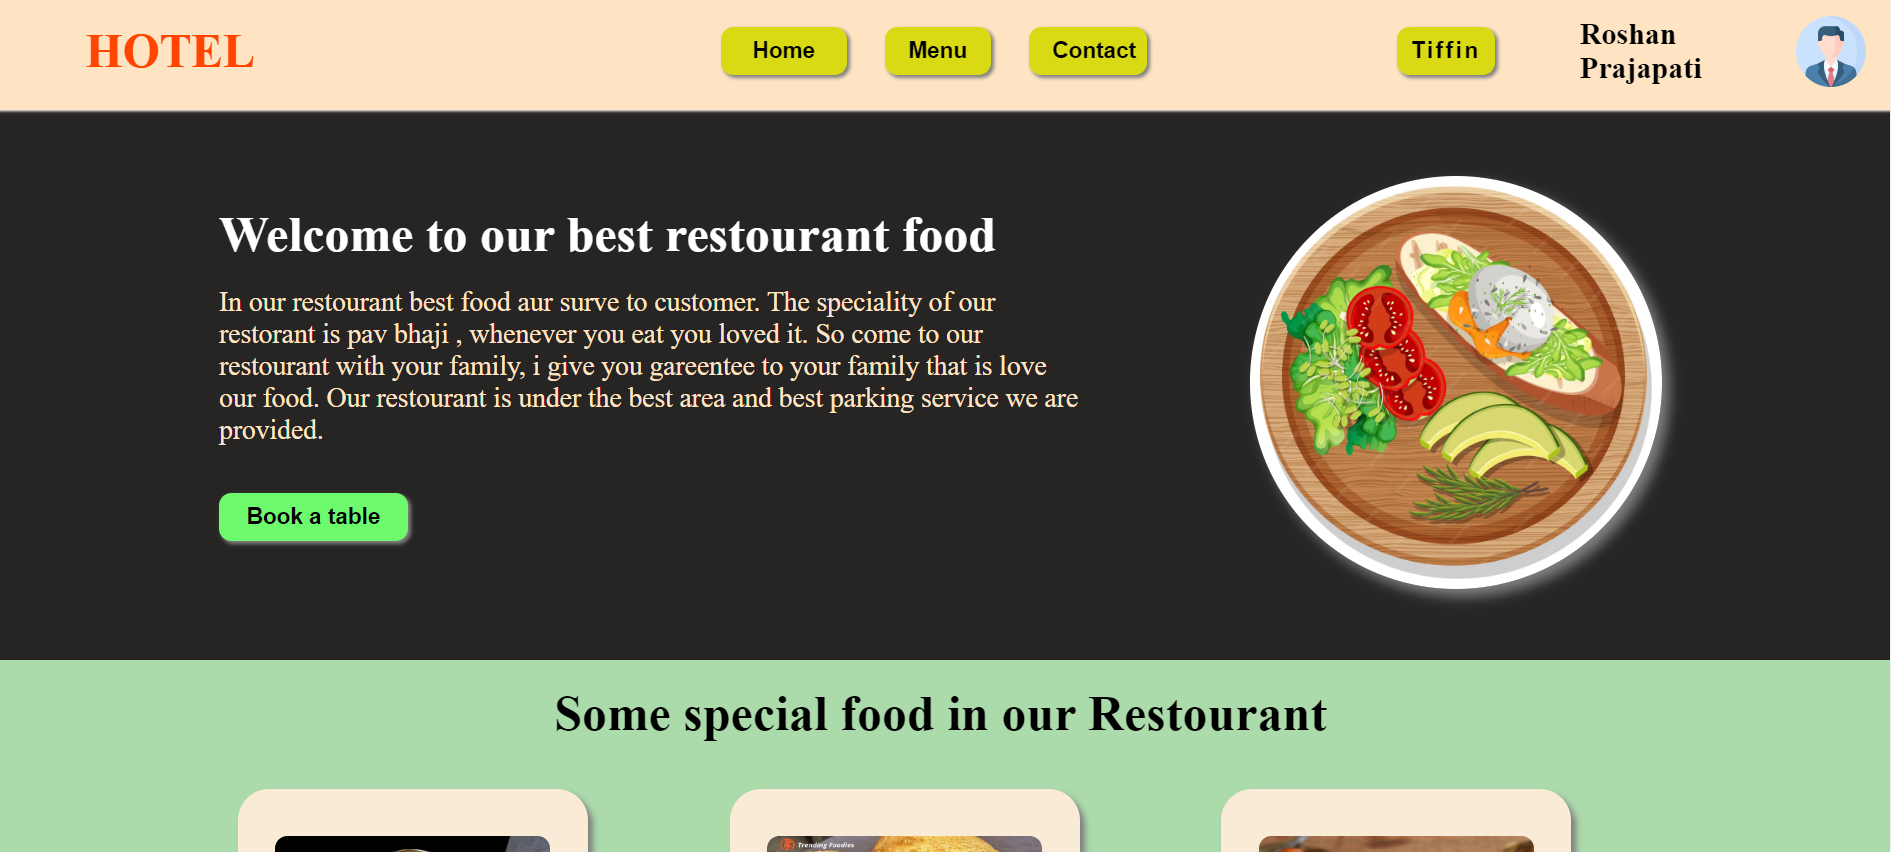 HOTEL
Home
Menu
Contact
Tiffin
Roshan
Prajapati
Welcome to our best restourant food
In our restourant best food aur surve to customer. The speciality of our
restorant is pav bhaji , whenever you eat you loved it. So come to our
restourant with your family, i give you gareentee to your family that is love
our food. Our restourant is under the best area and best parking service we are
provided.
Book a table
Some special food in our Restourant
Trending Foodies